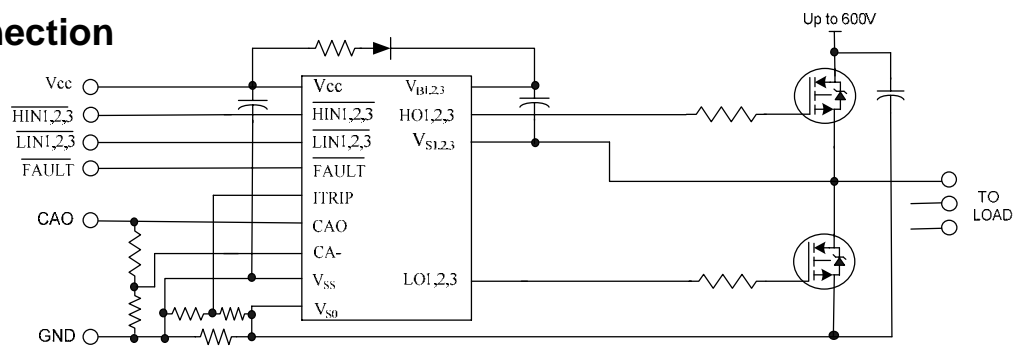 nection
Up to 600V
Vcc
HIN1,2,3
LIN1,2,3
FAULT
CAO
GND
Vcc
HIN1,2,3
LIN1,2,3
FAULT
ITRIP
CAO
CA-
VSS
VS0
VB1,2,3
HO1,2,3
VS1,2,3
LO1,2,3
TO
LOAD